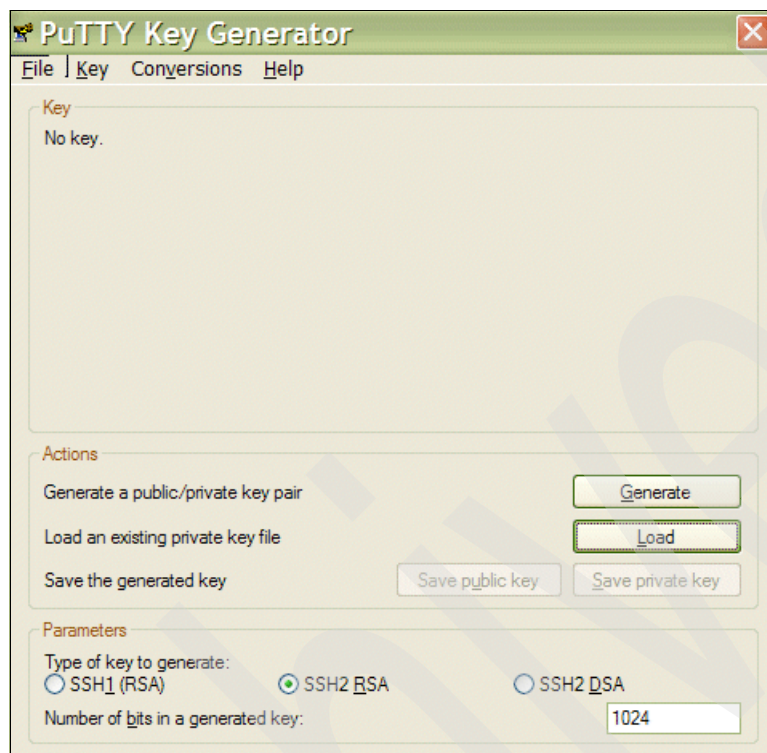 PuTTY Key Generator
File Key Conversions Help
Key
No key.
Actions
Generate a public/private key pair Generate
Load an existing private key file Load
Save the generated key Save public key Save private key
Parameters
Type of key to generate:
SSH1 (RSA) SSH2 RSA SSH2 DSA
Number of bits in a generated key: 1024